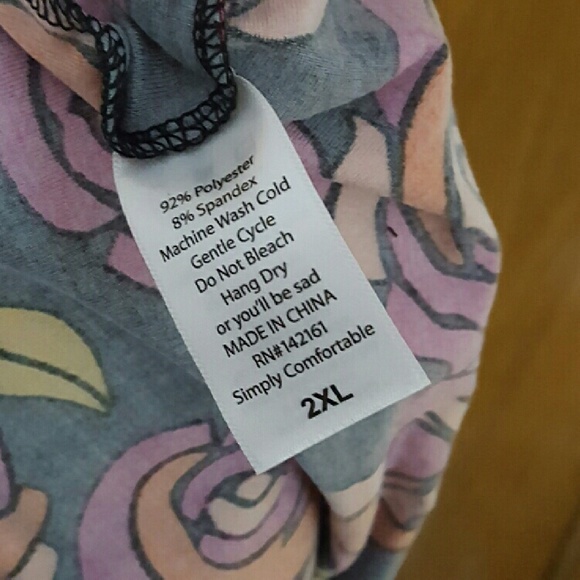 92% Polyester
8% Spandex
Machine Wash Cold
Gentle Cycle
Do Not Bleach
Hang Dry
or you'll be sad
MADE IN CHINA
RN#142161
Simply Comfortable
2XL